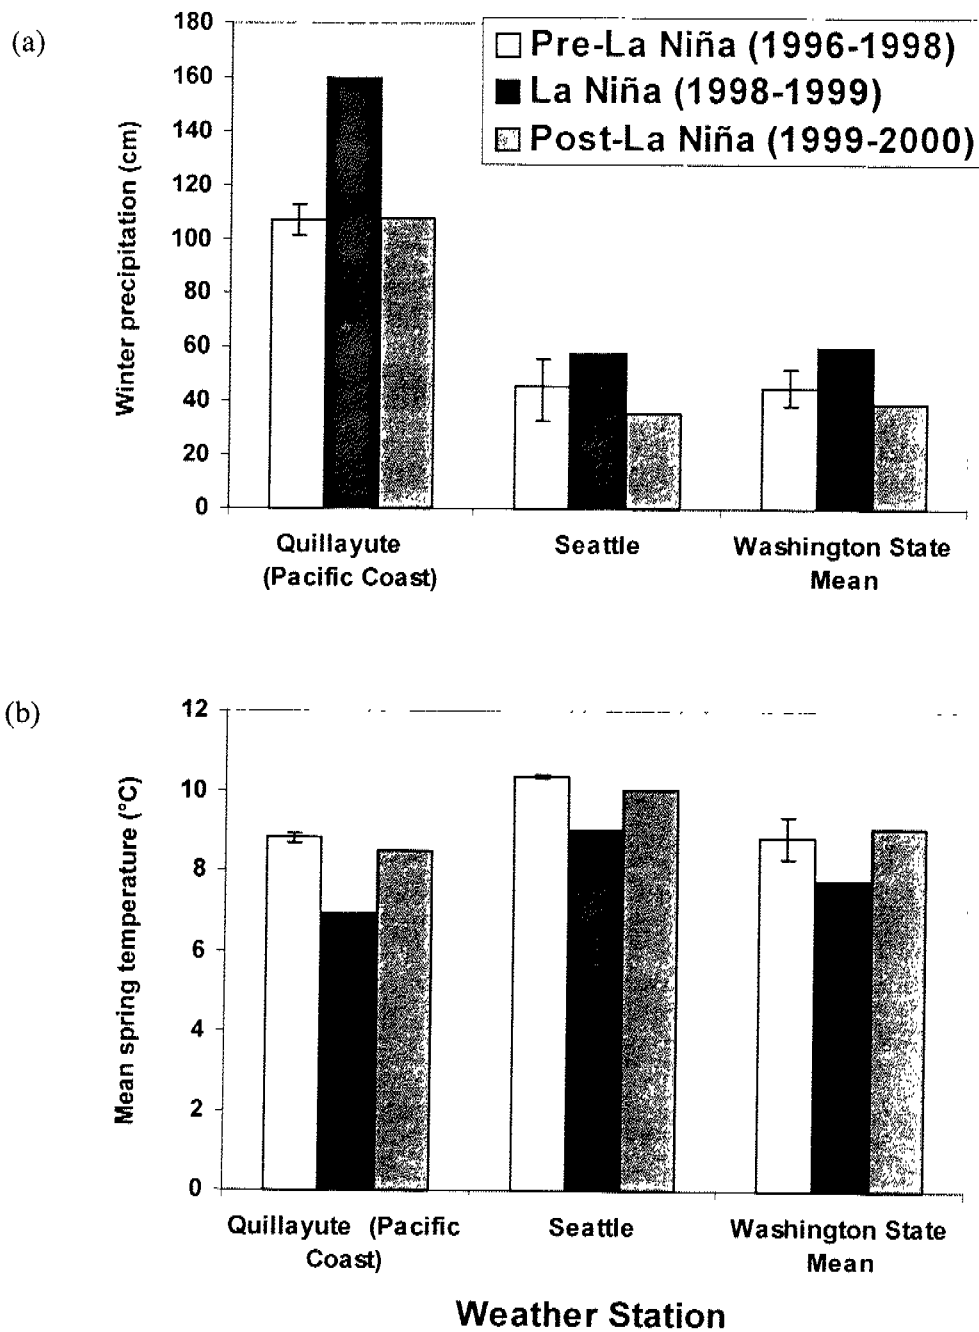 (a)
180
160
140
120
100
80
60
40
20
0
Winter precipitation (cm)
Pre-La Niña (1996-1998)
La Niña (1998-1999)
Post-La Niña (1999-2000)
Quillayute
(Pacific Coast)
Seattle
Washington State
Mean
(b)
12
10
8
6
4
2
0
Mean spring temperature (°C)
Quillayute (Pacific
Coast)
Seattle
Washington State
Mean
Weather Station